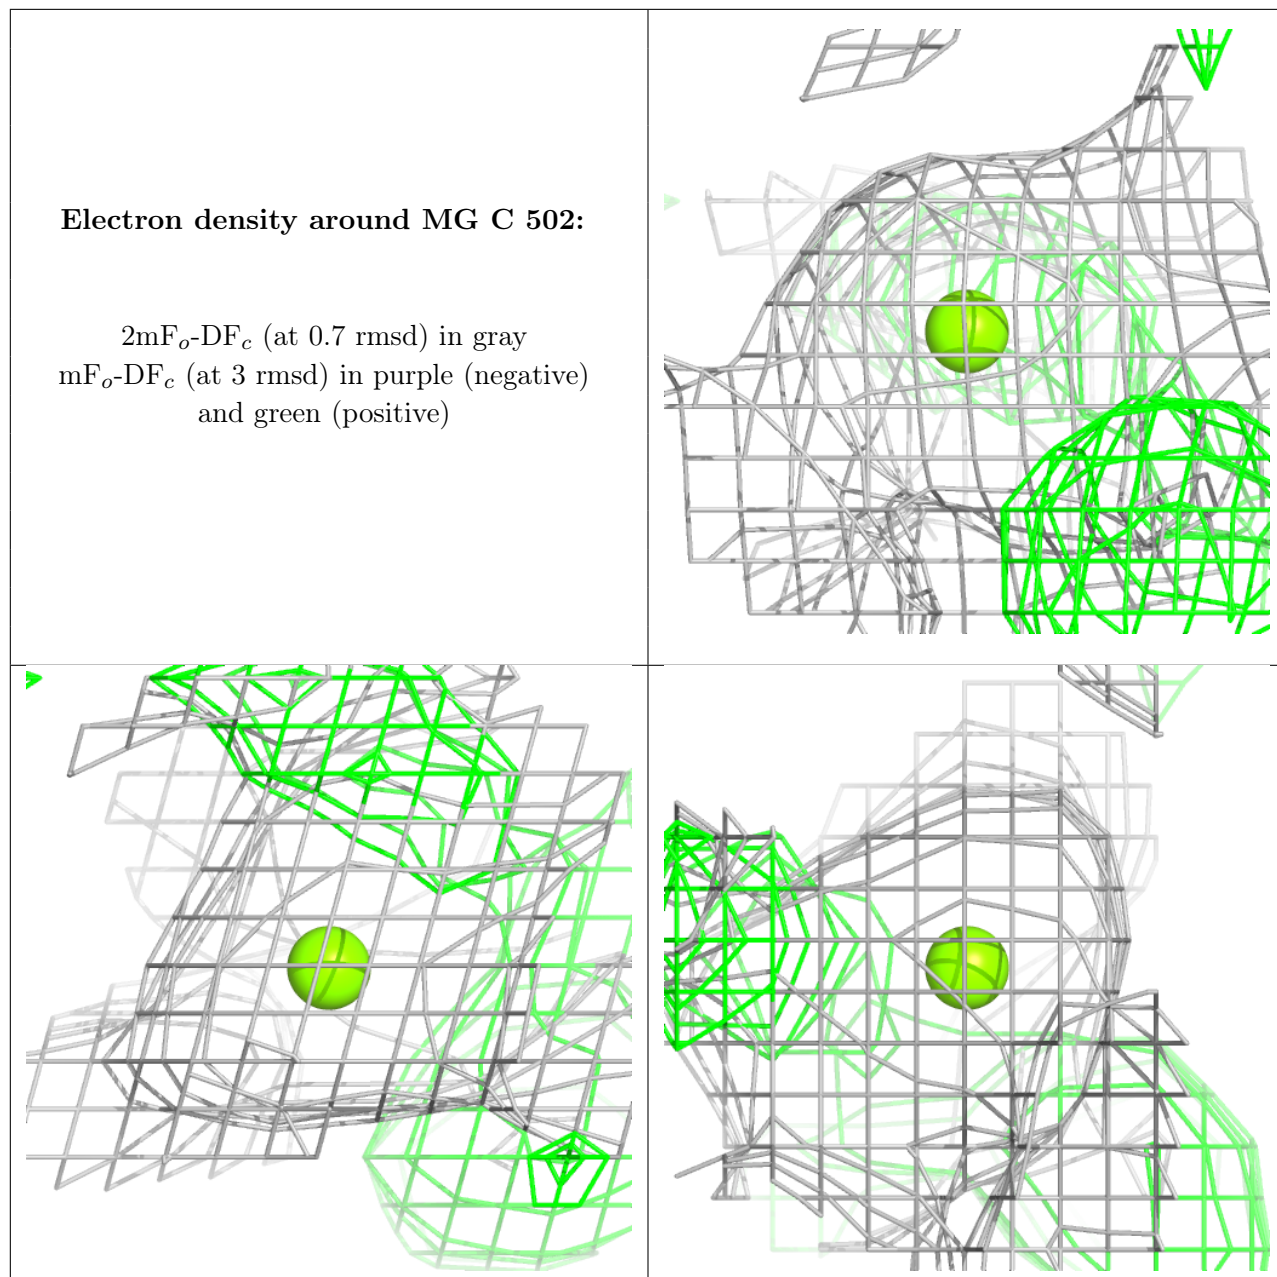 Electron density around MG C 502:
2mFo-DFc (at 0.7 rmsd) in gray
mFo-DFc (at 3 rmsd) in purple (negative)
and green (positive)